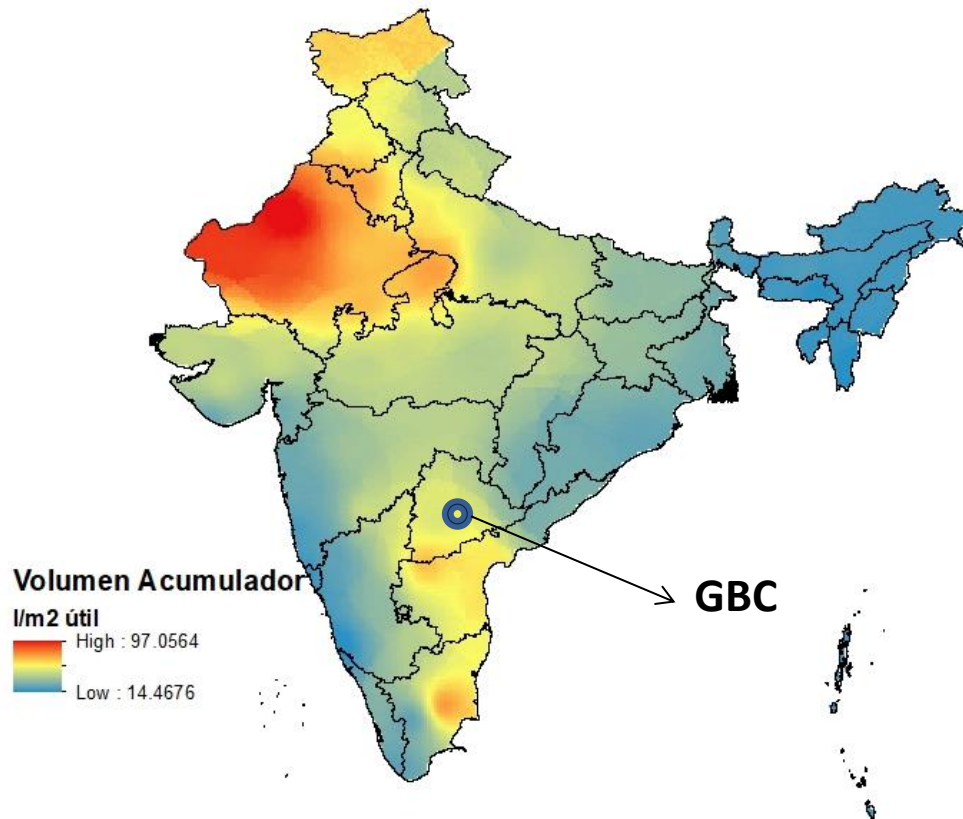 GBC
Volumen Acumulador
l/m2 útil
High : 97.0564
Low : 14.4676